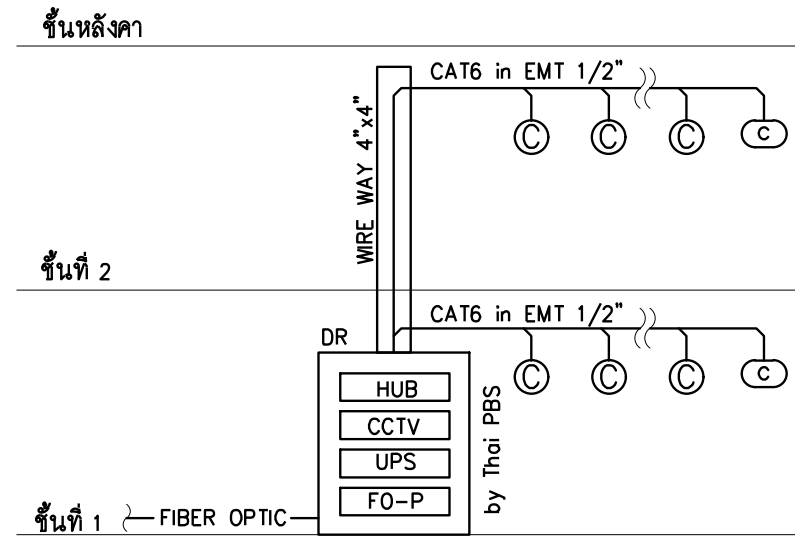 ชั้นหลังคา
CAT6 in EMT 1/2"
C C C C
WIRE WAY 4"x4"
ชั้นที่ 2
CAT6 in EMT 1/2"
DR
C C C C
HUB
CCTV
UPS
FO-P
by Thai PBS
ชั้นที่ 1
FIBER OPTIC